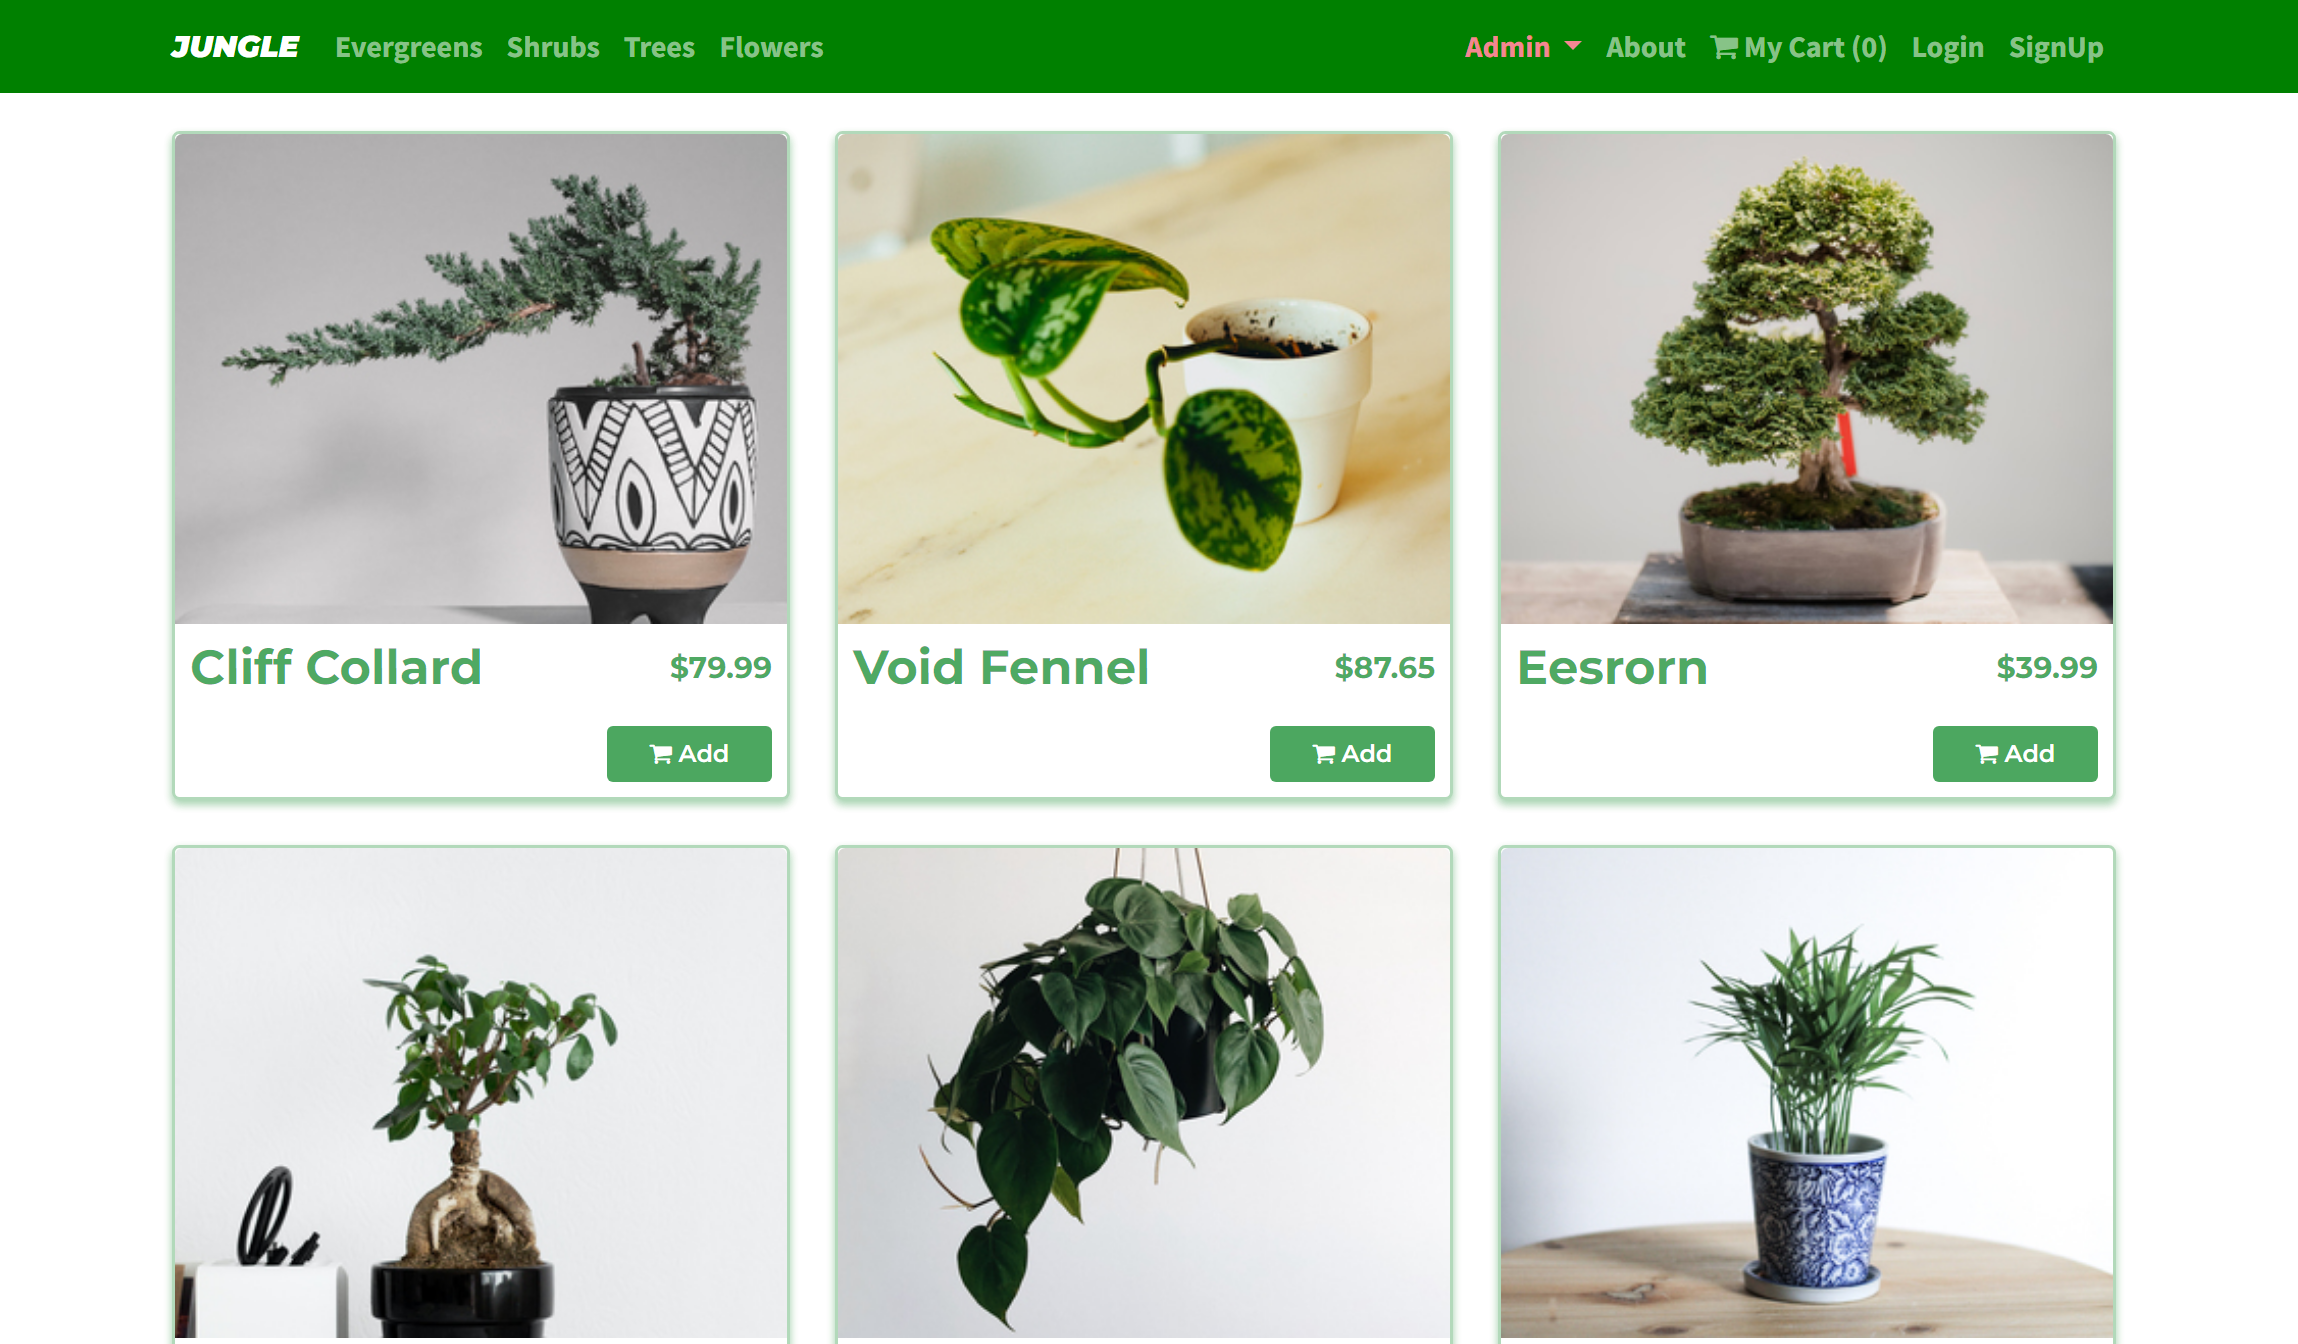 JUNGLE Evergreens Shrubs Trees Flowers Admin About My Cart (0) Login SignUp
Cliff Collard $79.99
Add
Void Fennel $87.65
Add
Eesrorn $39.99
Add